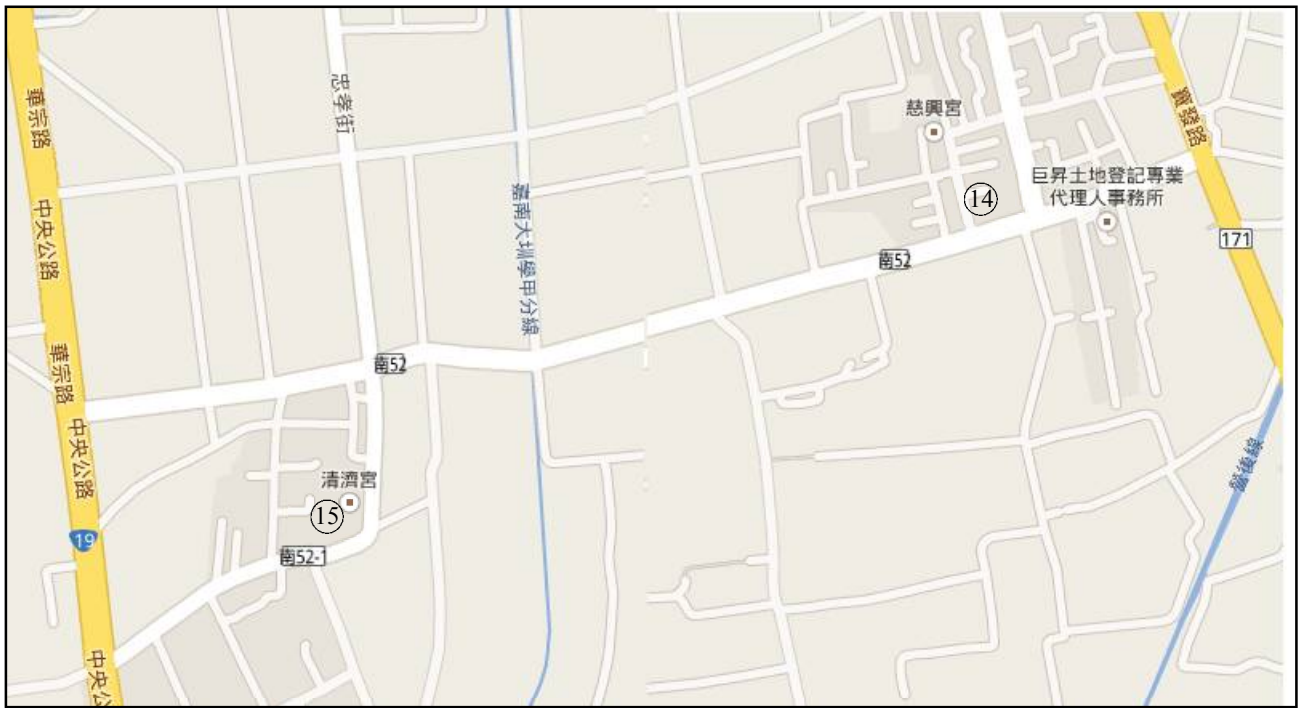 忠孝街
華宗路
慈興宮
寶發路
巨昇土地登記專業
代理人事務所
14
中央公路
嘉南大圳學甲分線
171
南52
華宗路
南52
中央公路
清濟宮
15
營後線
19
南52-1
中央公